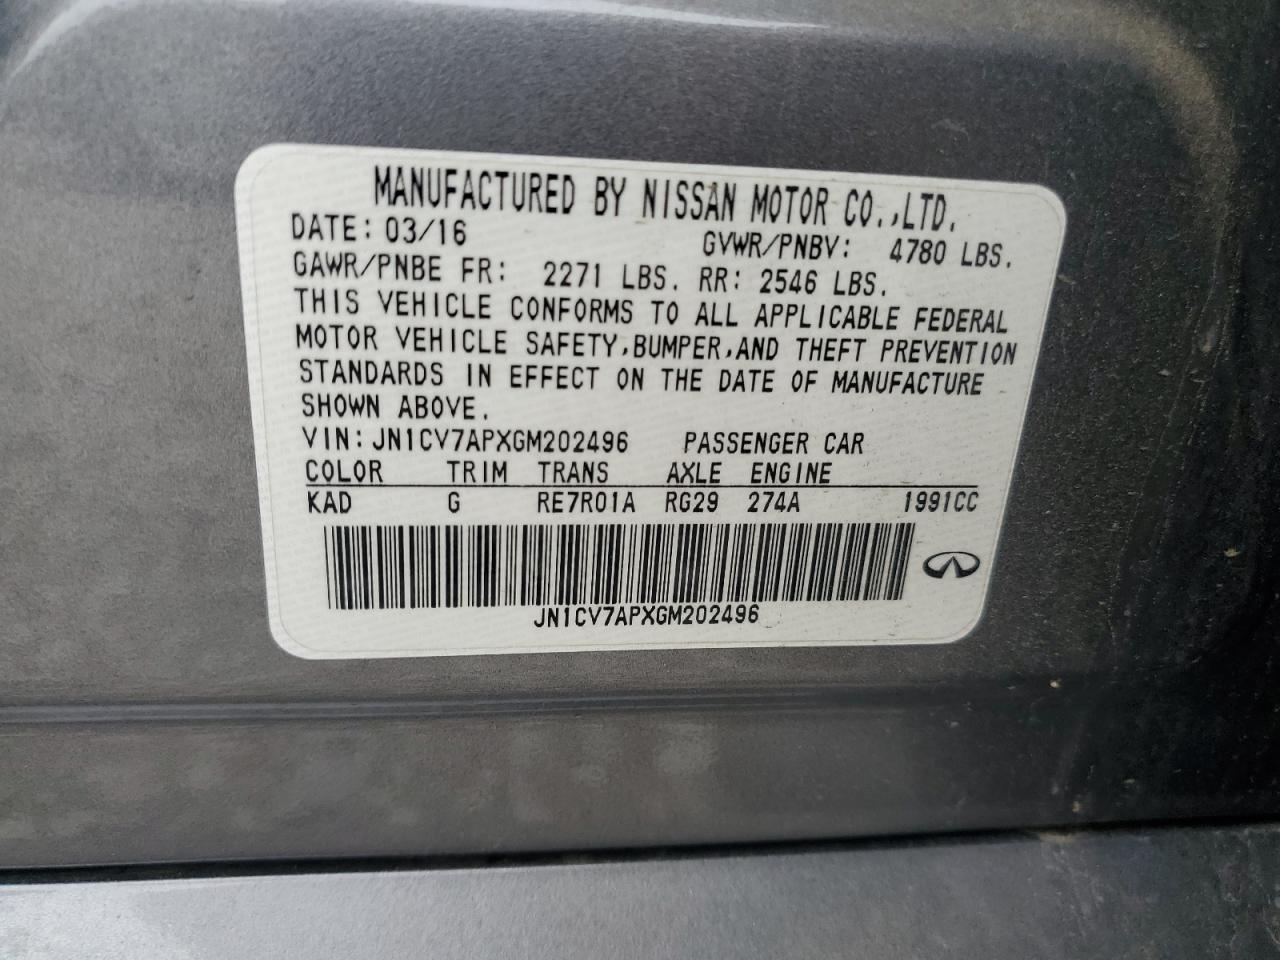 MANUFACTURED BY NISSAN MOTOR CO.,LTD.
DATE: 03/16 GVWR/PNBV: 4780 LBS.
GAWR/PNBE FR: 2271 LBS. RR: 2546 LBS.
THIS VEHICLE CONFORMS TO ALL APPLICABLE FEDERAL
MOTOR VEHICLE SAFETY,BUMPER,AND THEFT PREVENTION
STANDARDS IN EFFECT ON THE DATE OF MANUFACTURE
SHOWN ABOVE.
VIN:JN1CV7APXGM202496 PASSENGER CAR
COLOR TRIM TRANS AXLE ENGINE
KAD G RE7R01A RG29 274A 1991CC
JN1CV7APXGM202496